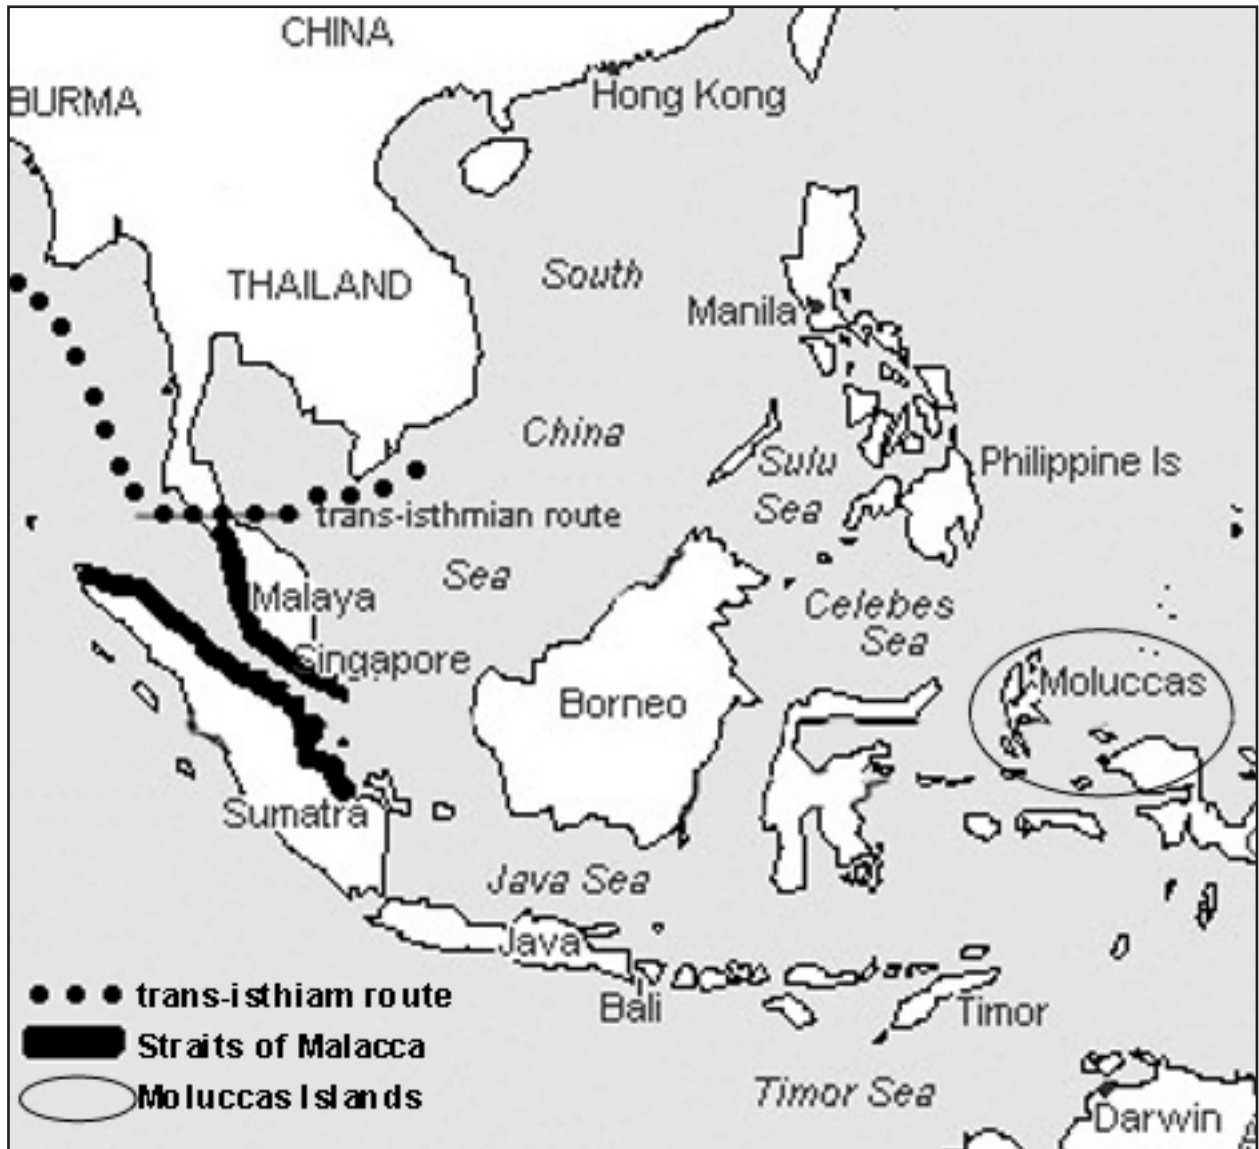 CHINA
BURMA
Hong Kong
THAILAND
South
Manila
China
Sulu
Sea
Philippine Is
trans-isthmian route
Sea
Malaya
Celebes
Sea
Singapore
Moluccas
Borneo
Sumatra
Java Sea
Java
Bali
Timor
Timor Sea
Darwin
trans-isthiam route
Straits of Malacca
Moluccas Islands